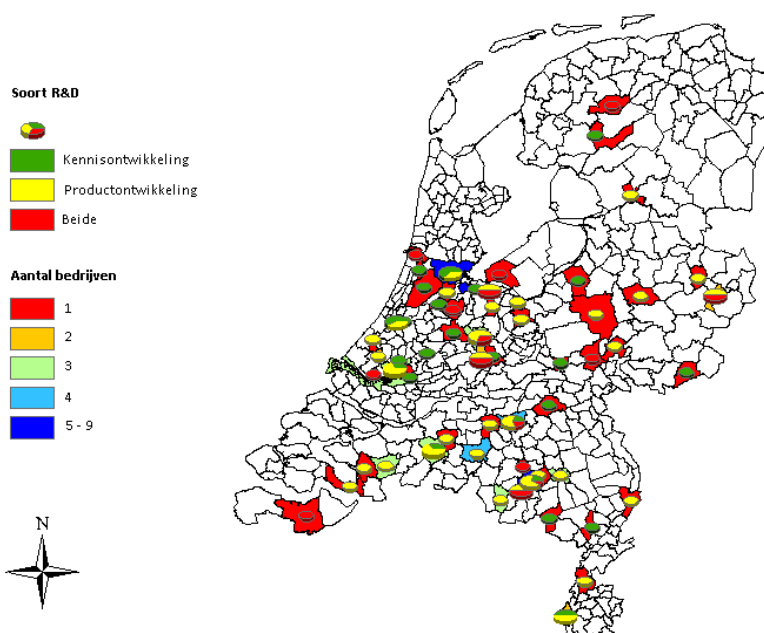 Soort R&D
Kennisontwikkeling
Productontwikkeling
Beide
Aantal bedrijven
1
2
3
4
5 - 9
N